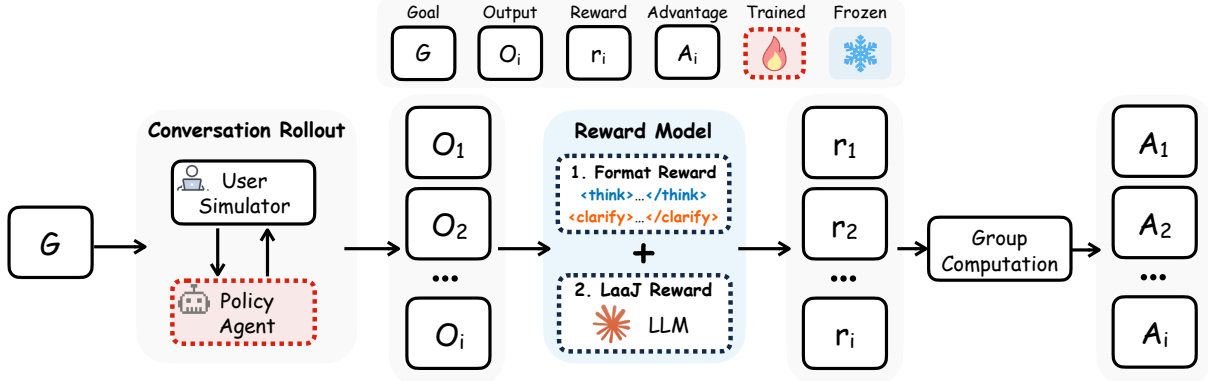 Goal Output Reward Advantage Trained Frozen
G Oi ri Ai
Conversation Rollout
User
Simulator
Policy
Agent
G
O1
O2
...
Oi
Reward Model
1. Format Reward
<think>...</think>
<clarify>...</clarify>
+
2. LaaJ Reward
LLM
r1
r2
...
ri
Group
Computation
A1
A2
...
Ai